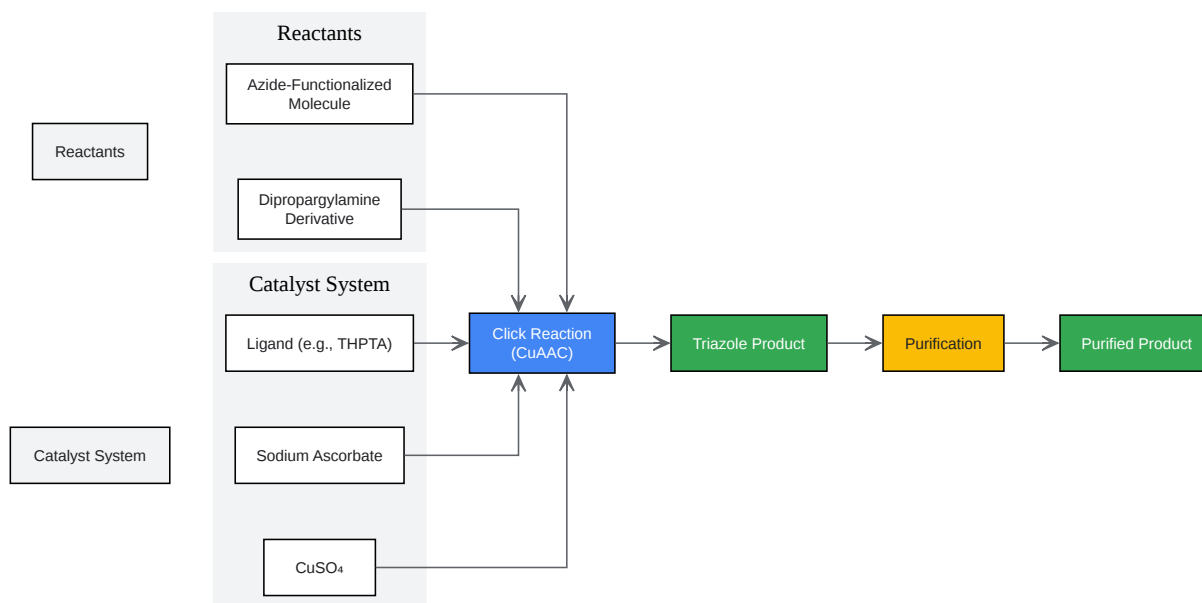 Reactants
Azide-Functionalized
Molecule
Reactants
Dipropargylamine
Derivative
Catalyst System
Ligand (e.g., THPTA)
Click Reaction
(CuAAC)
Triazole Product
Purification
Purified Product
Catalyst System
Sodium Ascorbate
CuSO₄